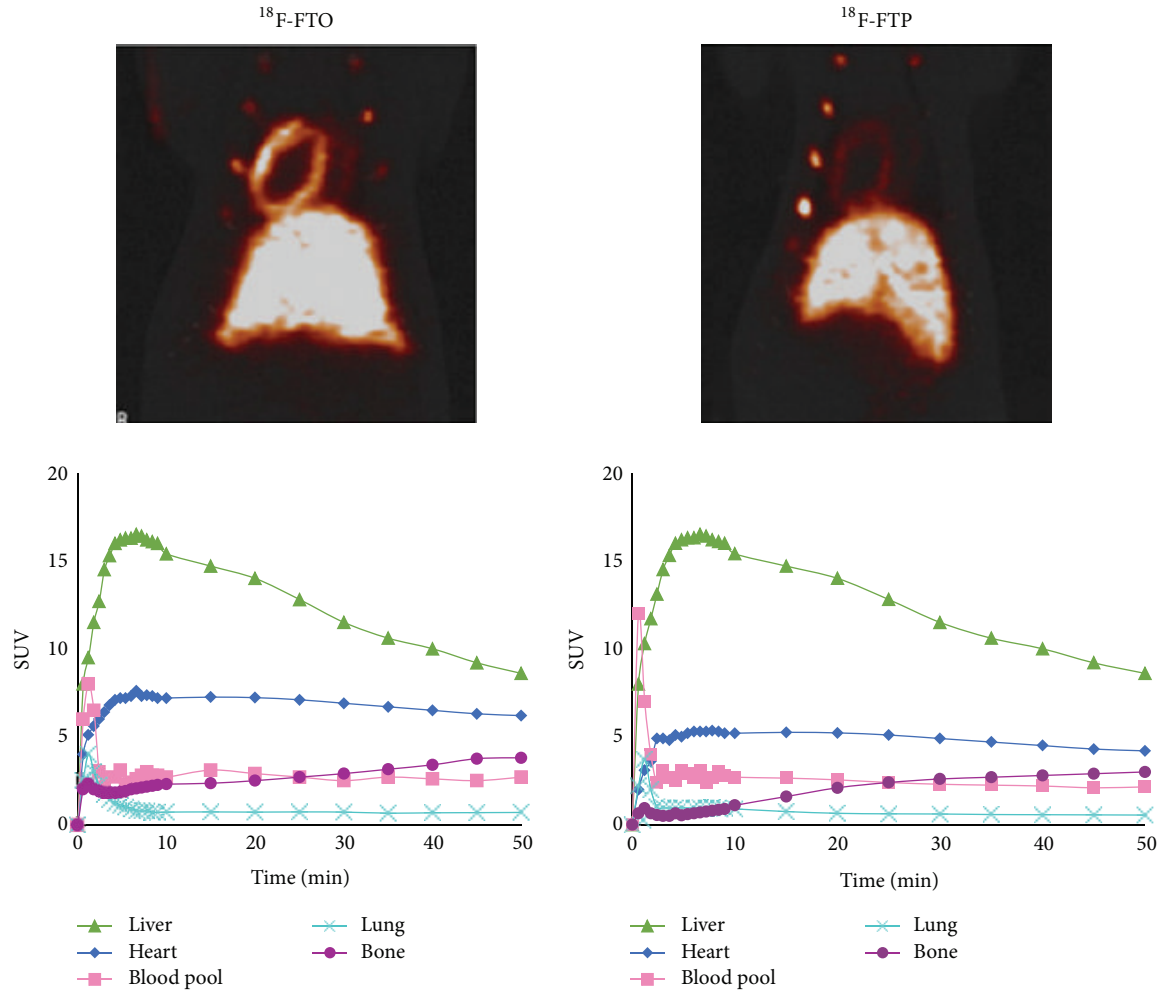 ¹⁸F-FTO
¹⁸F-FTP
20
15
10
5
0
SUV
0 10 20 30 40 50
Time (min)
Liver
Heart
Blood pool
Lung
Bone
20
15
10
5
0
SUV
0 10 20 30 40 50
Time (min)
Liver
Heart
Blood pool
Lung
Bone